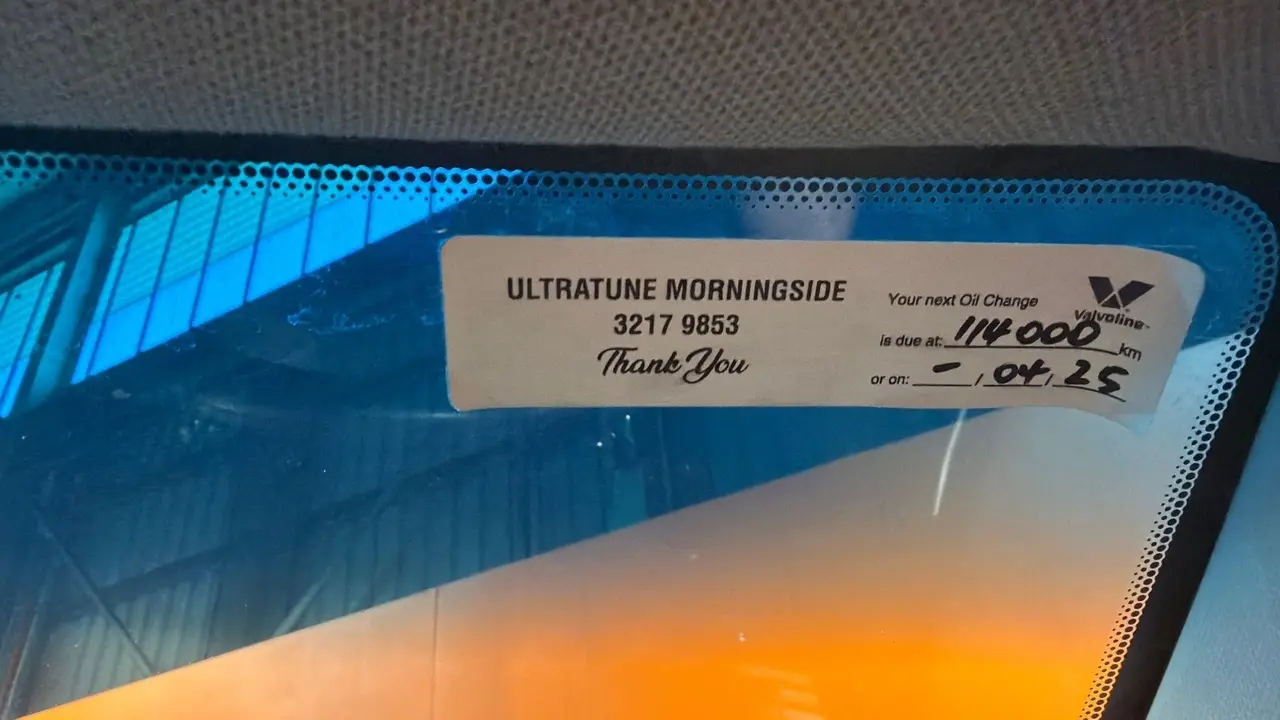 ULTRATUNE MORNINGSIDE
3217 9853
Thank You
Valvoline™
Your next Oil Change
is due at: 114000 km
or on: - / 04 / 25